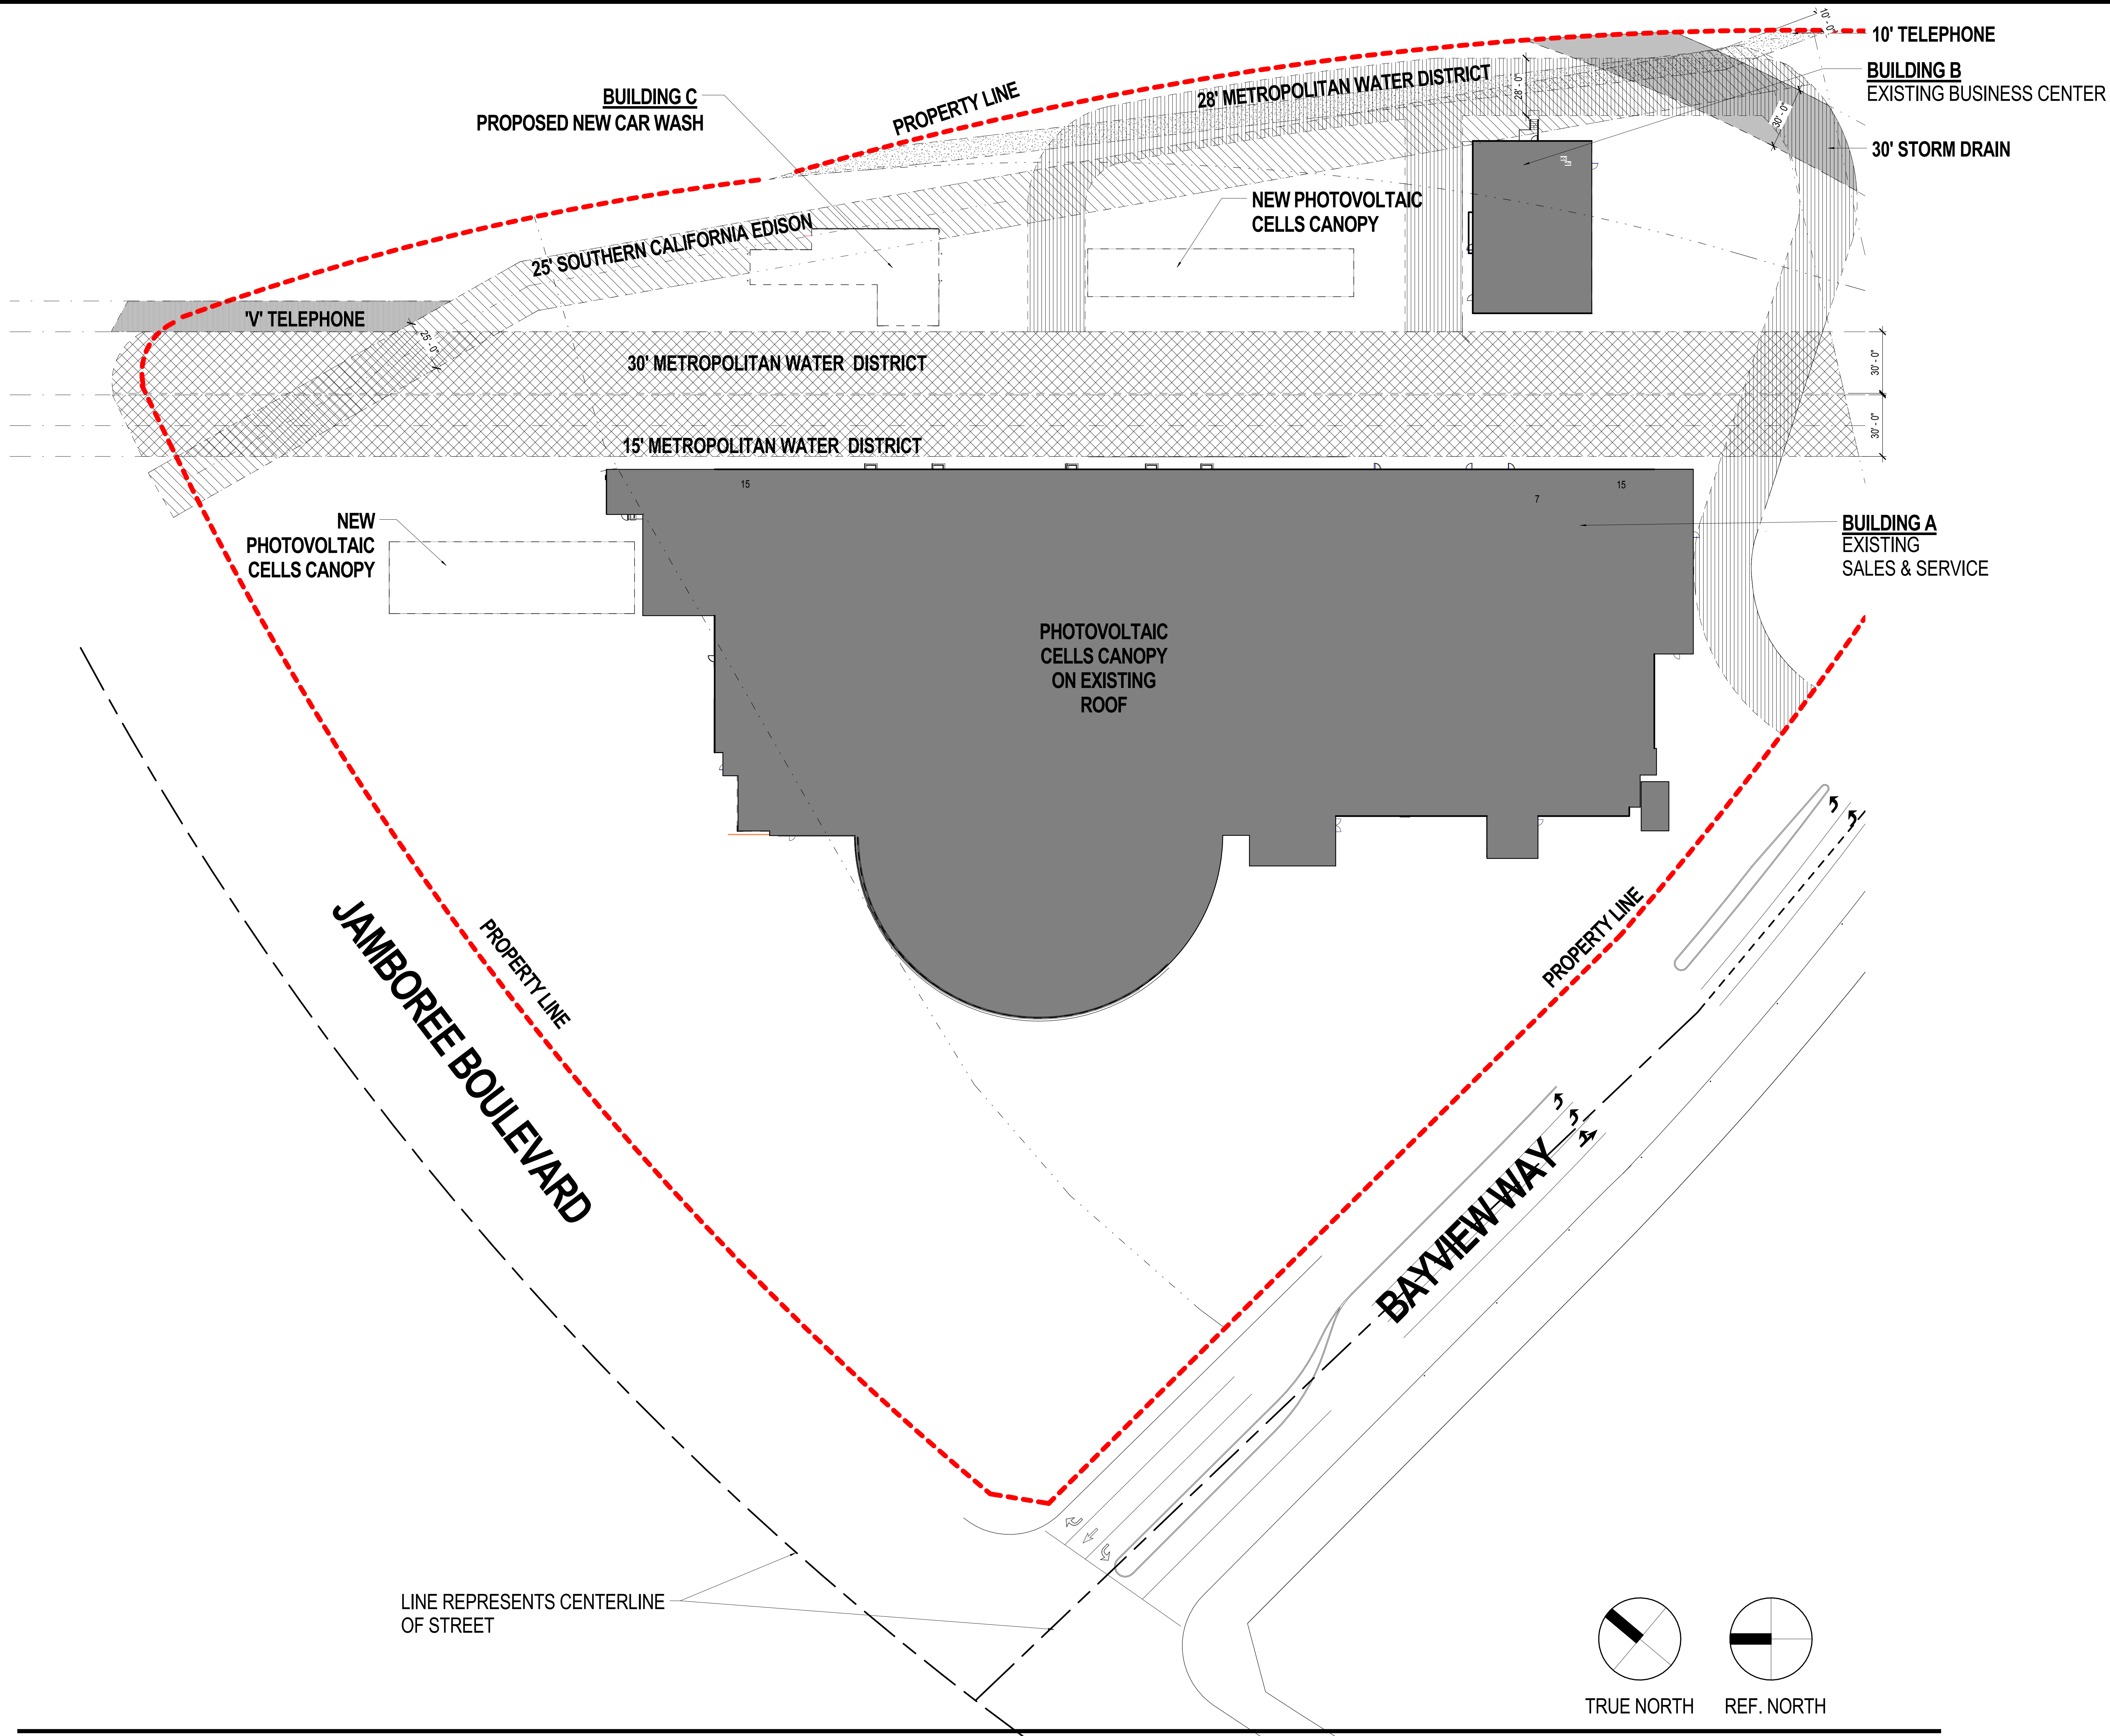 10' - 0"
10' TELEPHONE
BUILDING B
EXISTING BUSINESS CENTER
BUILDING C
PROPOSED NEW CAR WASH
PROPERTY LINE
28' METROPOLITAN WATER DISTRICT
28' - 0"
30' - 0"
30' STORM DRAIN
NEW PHOTOVOLTAIC
CELLS CANOPY
25' SOUTHERN CALIFORNIA EDISON
'V' TELEPHONE
25' - 0"
30' METROPOLITAN WATER DISTRICT
30' - 0"
15' METROPOLITAN WATER DISTRICT
30' - 0"
15
7
15
NEW
PHOTOVOLTAIC
CELLS CANOPY
BUILDING A
EXISTING
SALES & SERVICE
PHOTOVOLTAIC
CELLS CANOPY
ON EXISTING
ROOF
JAMBOREE BOULEVARD
PROPERTY LINE
PROPERTY LINE
BAYVIEW WAY
LINE REPRESENTS CENTERLINE
OF STREET
TRUE NORTH
REF. NORTH